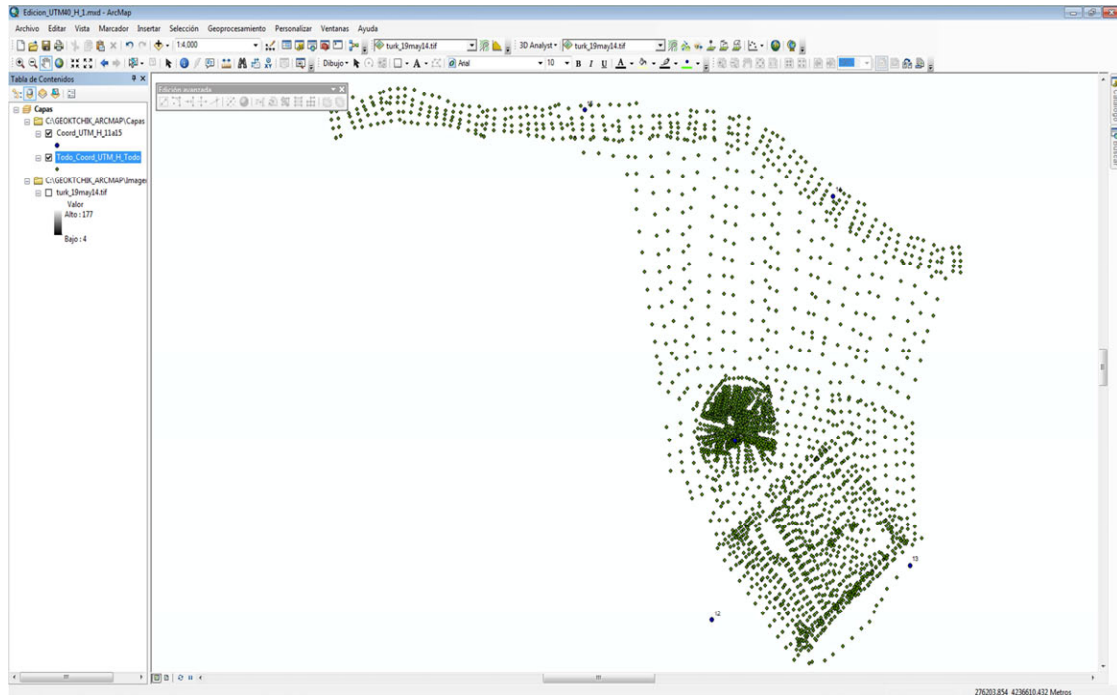 Edicion_UTM40_H_1.mxd - ArcMap
Archivo Editar Vista Marcador Insertar Selección Geoprocesamiento Personalizar Ventanas Ayuda
1:4.000 turk_19may14.tif 3D Analyst turk_19may14.tif
Dibujo A Arial 10 B I U A
Tabla de Contenidos
Edición avanzada
Capas
C:\GEOKTCHIK_ARCMAP\Capas
Coord_UTM_H_11a15
Todo_Coord_UTM_H_Todo
C:\GEOKTCHIK_ARCMAP\Image
turk_19may14.tif
Valor
Alto : 177
Bajo : 4
13
12
276203,854 4236610,432 Metros